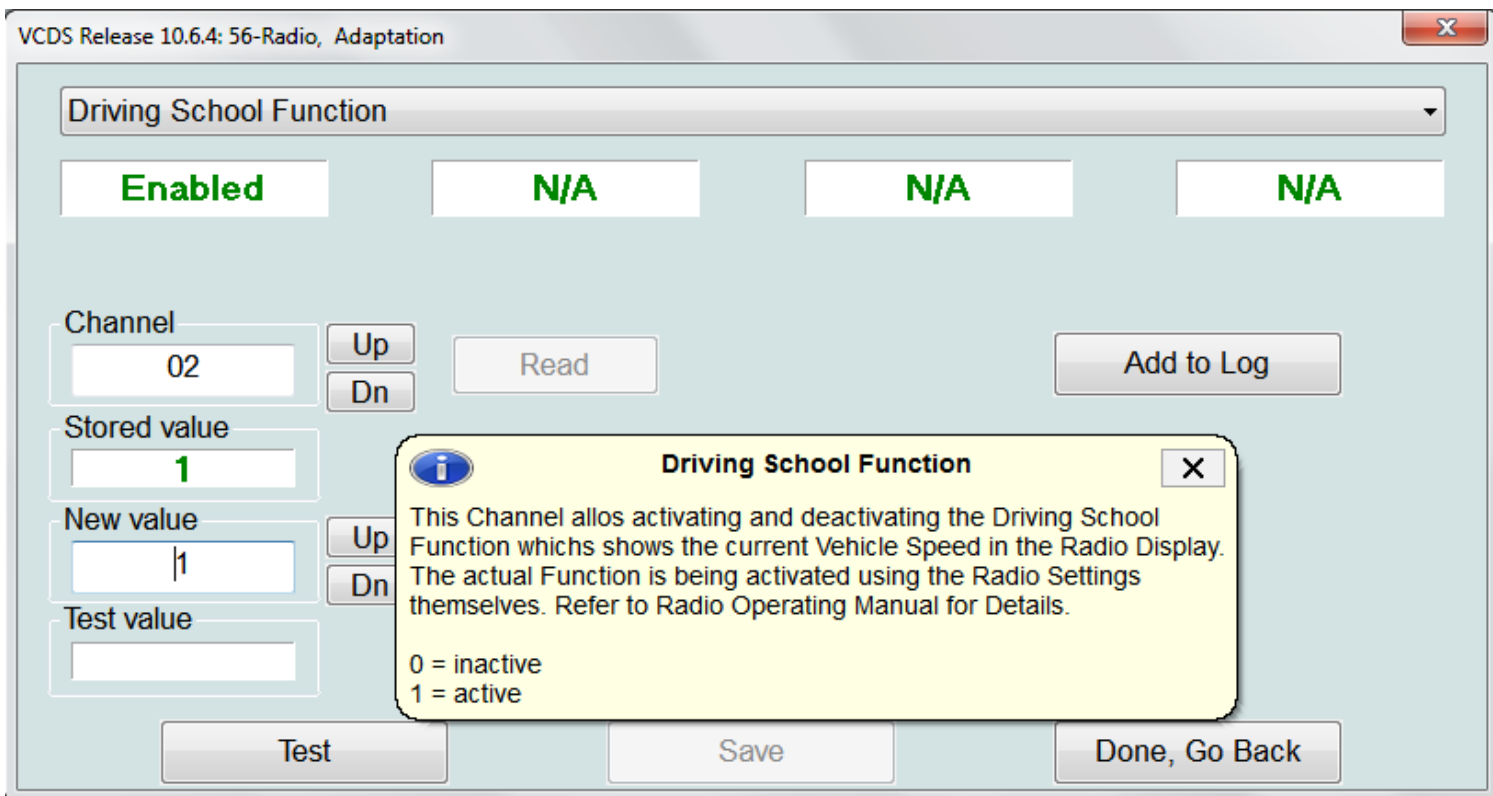 VCDS Release 10.6.4: 56-Radio, Adaptation
X
Driving School Function
Enabled N/A N/A N/A
Channel
02
Up
Dn
Read
Add to Log
Stored value
1
New value
1
Up
Dn
Test value
i Driving School Function X
This Channel allos activating and deactivating the Driving School
Function whichs shows the current Vehicle Speed in the Radio Display.
The actual Function is being activated using the Radio Settings
themselves. Refer to Radio Operating Manual for Details.
0 = inactive
1 = active
Test Save Done, Go Back